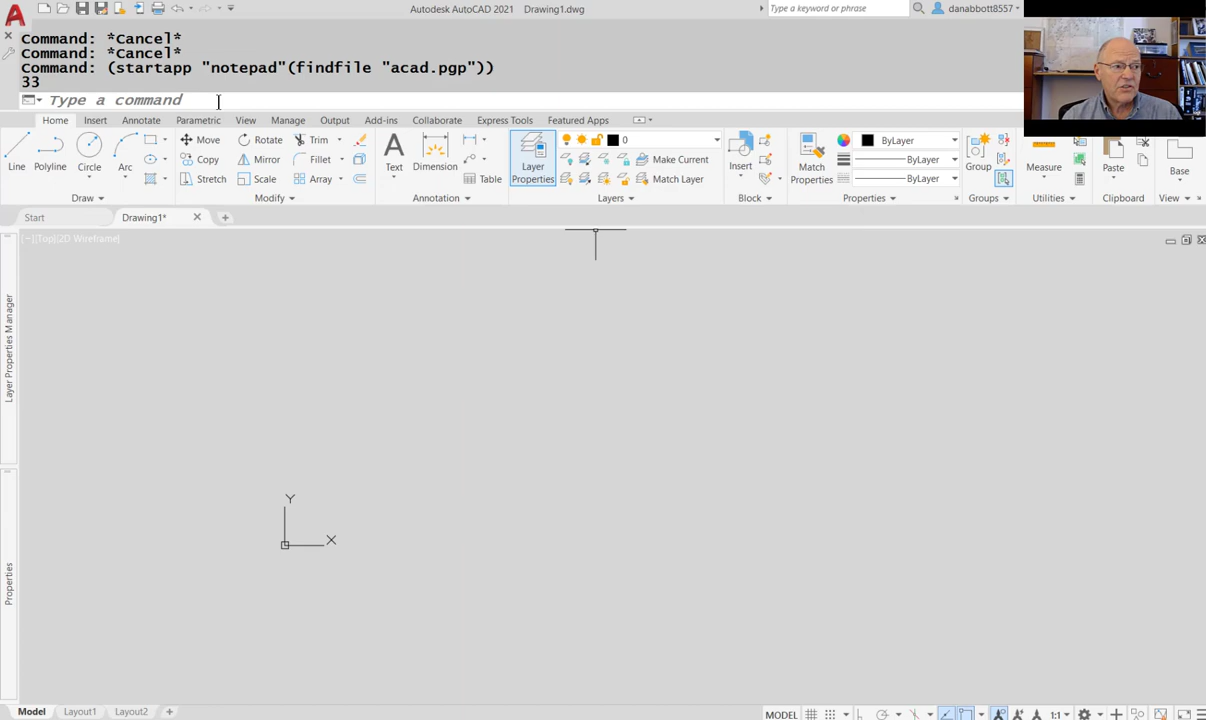 Autodesk AutoCAD 2021 Drawing1.dwg
Type a keyword or phrase
danabbott8557
Command: *Cancel*
Command: *Cancel*
Command: (startapp "notepad"(findfile "acad.pgp"))
33
Type a command
Home Insert Annotate Parametric View Manage Output Add-ins Collaborate Express Tools Featured Apps
Line Polyline Circle Arc
Move Rotate Trim
Copy Mirror Fillet
Stretch Scale Array
Text Dimension Table
Layer Properties
0
Make Current
Match Layer
Insert
Match Properties
ByLayer
ByLayer
ByLayer
Group Measure Paste Base
Draw Modify Annotation Layers Block Properties Groups Utilities Clipboard View
Start Drawing1*
[−][Top][2D Wireframe]
Layer Properties Manager
Y
X
Properties
Model Layout1 Layout2
MODEL 1:1